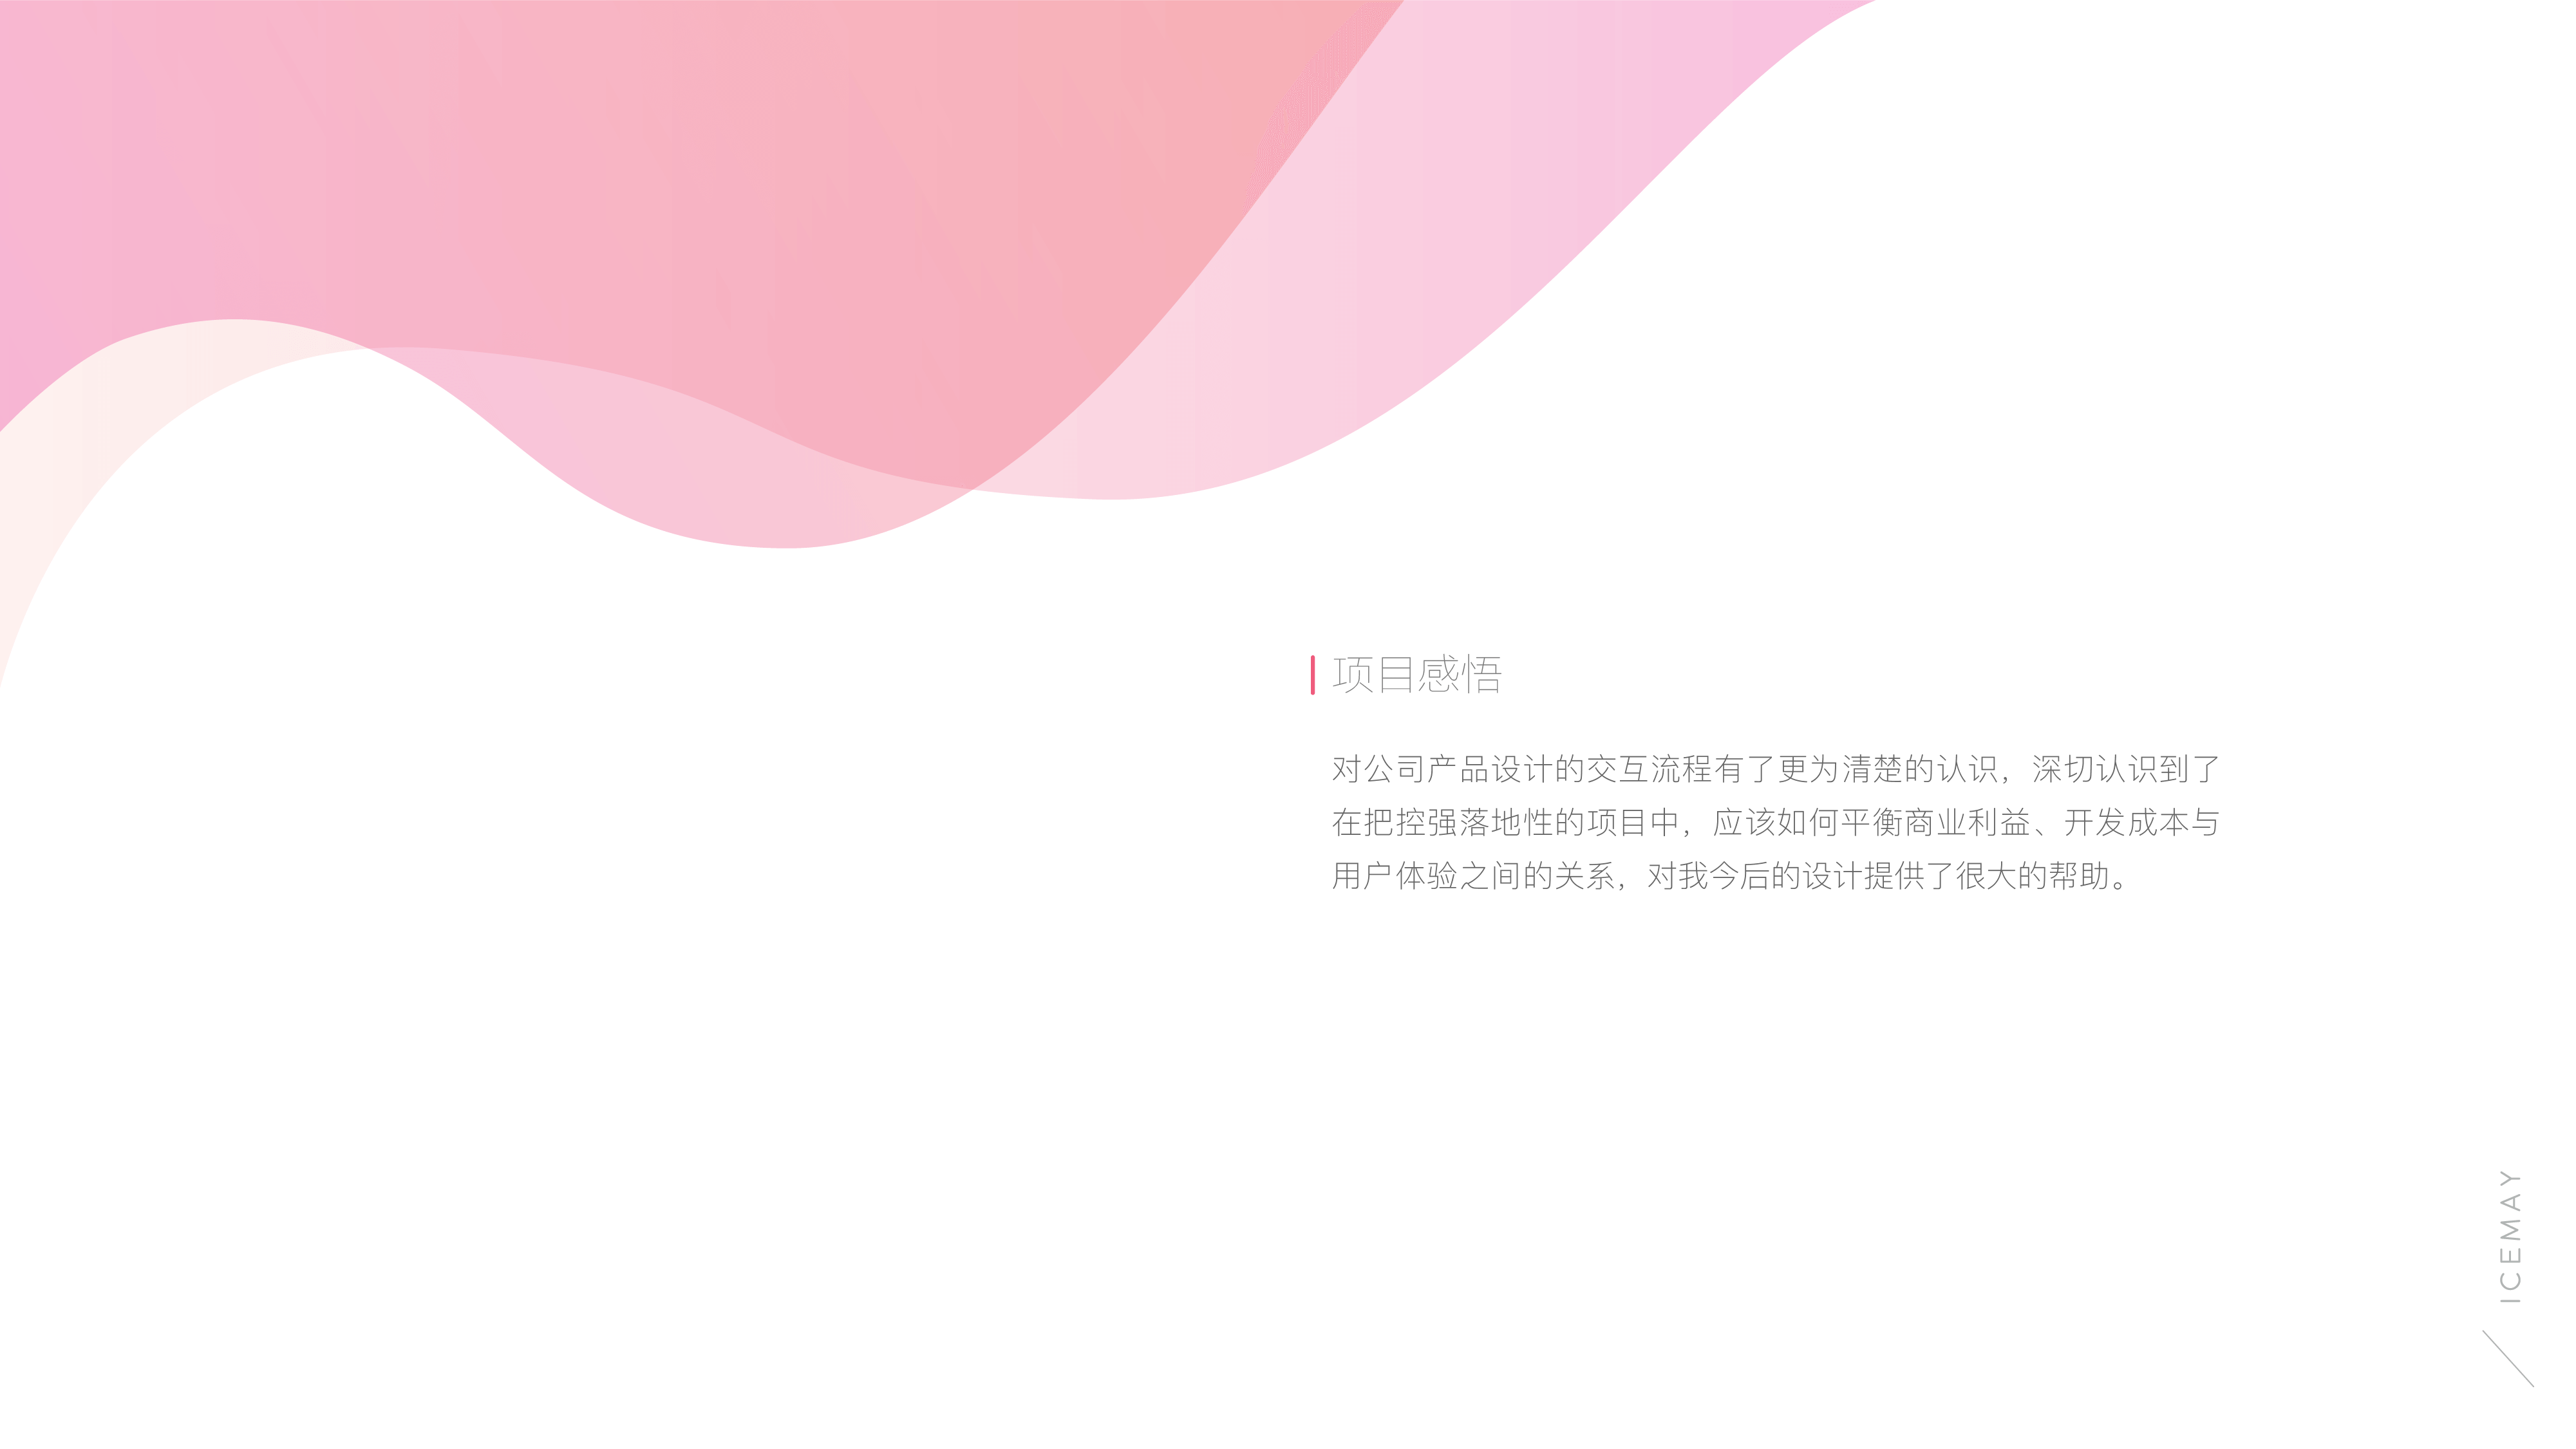 项目感悟
对公司产品设计的交互流程有了更为清楚的认识，深切认识到了
在把控强落地性的项目中，应该如何平衡商业利益、开发成本与
用户体验之间的关系，对我今后的设计提供了很大的帮助。
ICEMAY